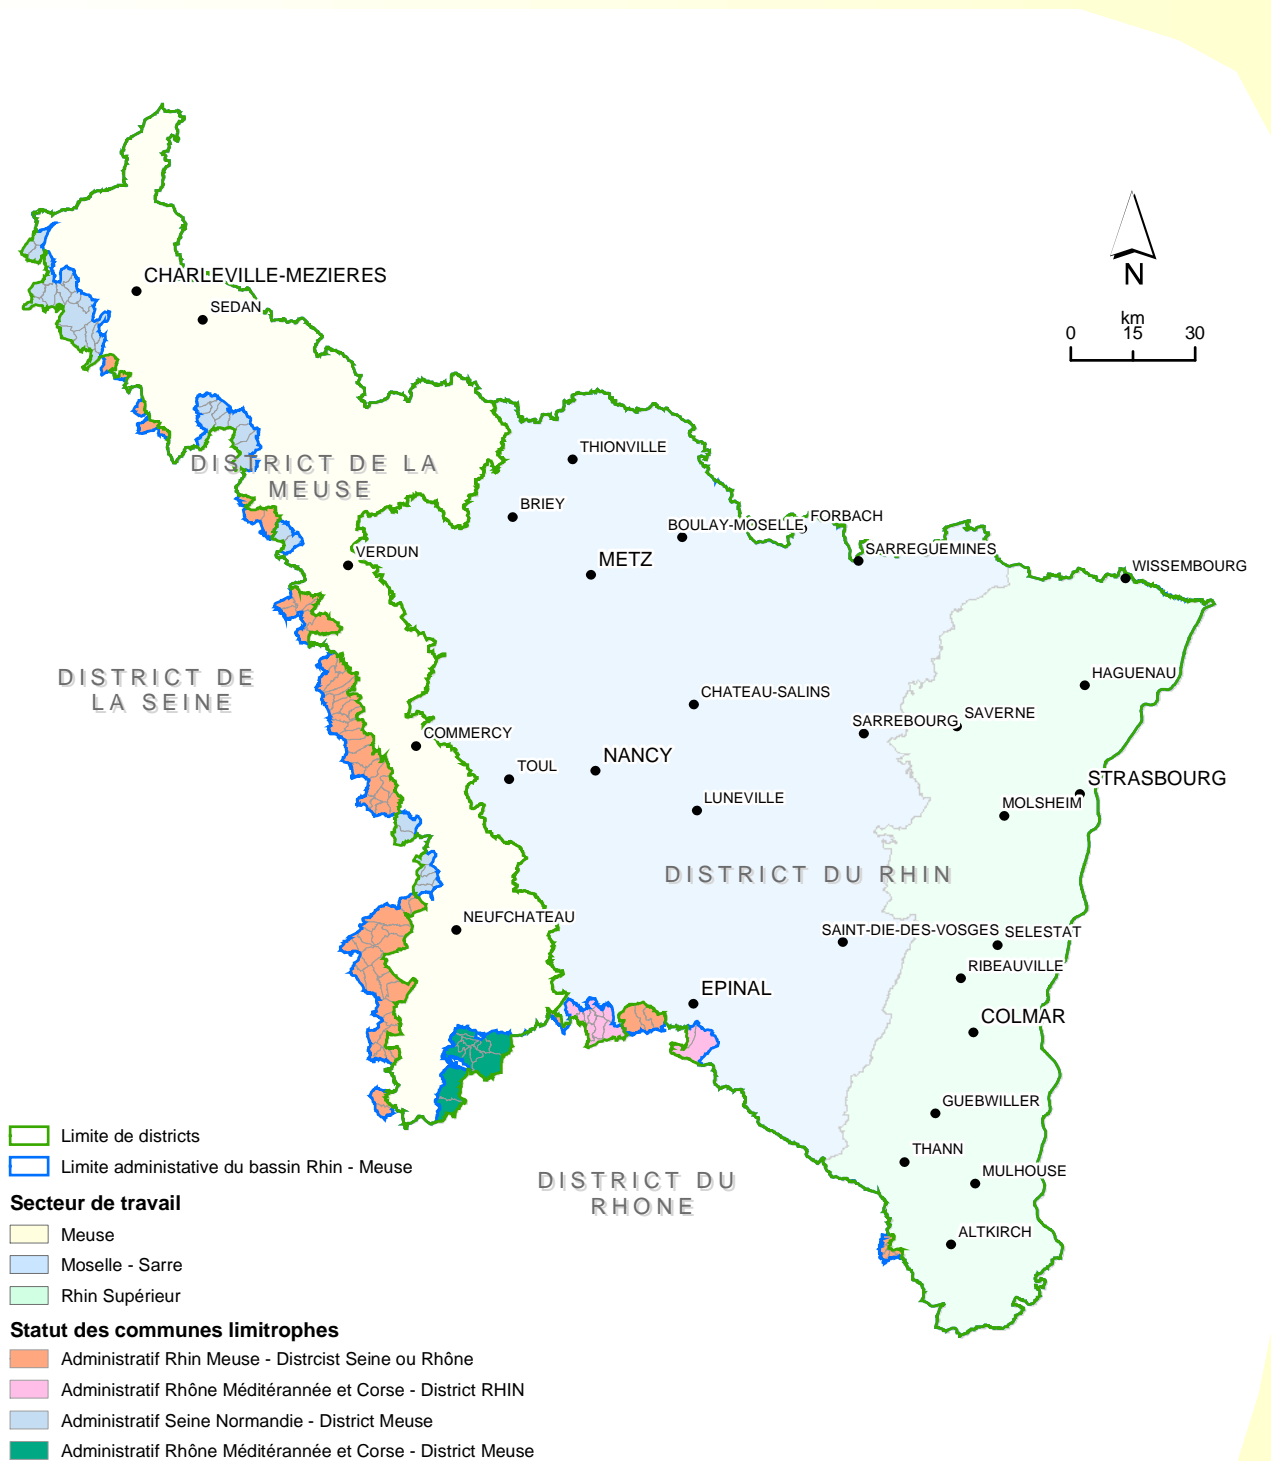 N
km
0 15 30
CHARLEVILLE-MEZIERES
SEDAN
DISTRICT DE LA
MEUSE
THIONVILLE
BRIEY
BOULAY-MOSELLE
FORBACH
SARREGUEMINES
VERDUN
METZ
WISSEMBOURG
DISTRICT DE
LA SEINE
HAGUENAU
CHATEAU-SALINS
SARREBOURG
SAVERNE
COMMERCY
TOUL
NANCY
STRASBOURG
LUNEVILLE
MOLSHEIM
DISTRICT DU RHIN
NEUFCHATEAU
SAINT-DIE-DES-VOSGES
SELESTAT
RIBEAUVILLE
EPINAL
COLMAR
GUEBWILLER
THANN
MULHOUSE
DISTRICT DU
RHONE
ALTKIRCH
Limite de districts
Limite administative du bassin Rhin - Meuse
Secteur de travail
Meuse
Moselle - Sarre
Rhin Supérieur
Statut des communes limitrophes
Administratif Rhin Meuse - Distrcist Seine ou Rhône
Administratif Rhône Méditérannée et Corse - District RHIN
Administratif Seine Normandie - District Meuse
Administratif Rhône Méditérannée et Corse - District Meuse